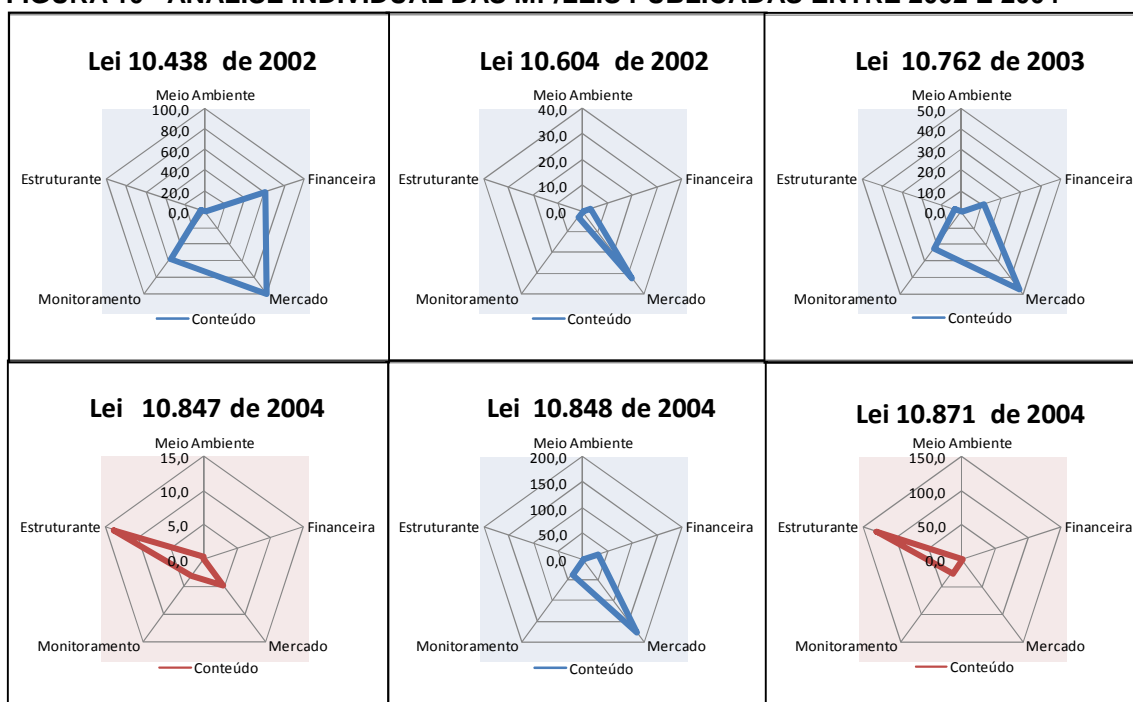 FIGURA ANÁLISE INDIVIDUAL DAS MP/LEIS PUBLICADAS ENTRE 2002 E 2004
Lei 10.438 de 2002
Meio Ambiente
100,0
80,0
60,0
40,0
20,0
0,0
Estruturante
Financeira
Monitoramento
Mercado
Conteúdo
Lei 10.604 de 2002
Meio Ambiente
40,0
30,0
20,0
10,0
0,0
Estruturante
Financeira
Monitoramento
Mercado
Conteúdo
Lei 10.762 de 2003
Meio Ambiente
50,0
40,0
30,0
20,0
10,0
0,0
Estruturante
Financeira
Monitoramento
Mercado
Conteúdo
Lei 10.847 de 2004
Meio Ambiente
15,0
10,0
5,0
0,0
Estruturante
Financeira
Monitoramento
Mercado
Conteúdo
Lei 10.848 de 2004
Meio Ambiente
200,0
150,0
100,0
50,0
0,0
Estruturante
Financeira
Monitoramento
Mercado
Conteúdo
Lei 10.871 de 2004
Meio Ambiente
150,0
100,0
50,0
0,0
Estruturante
Financeira
Monitoramento
Mercado
Conteúdo